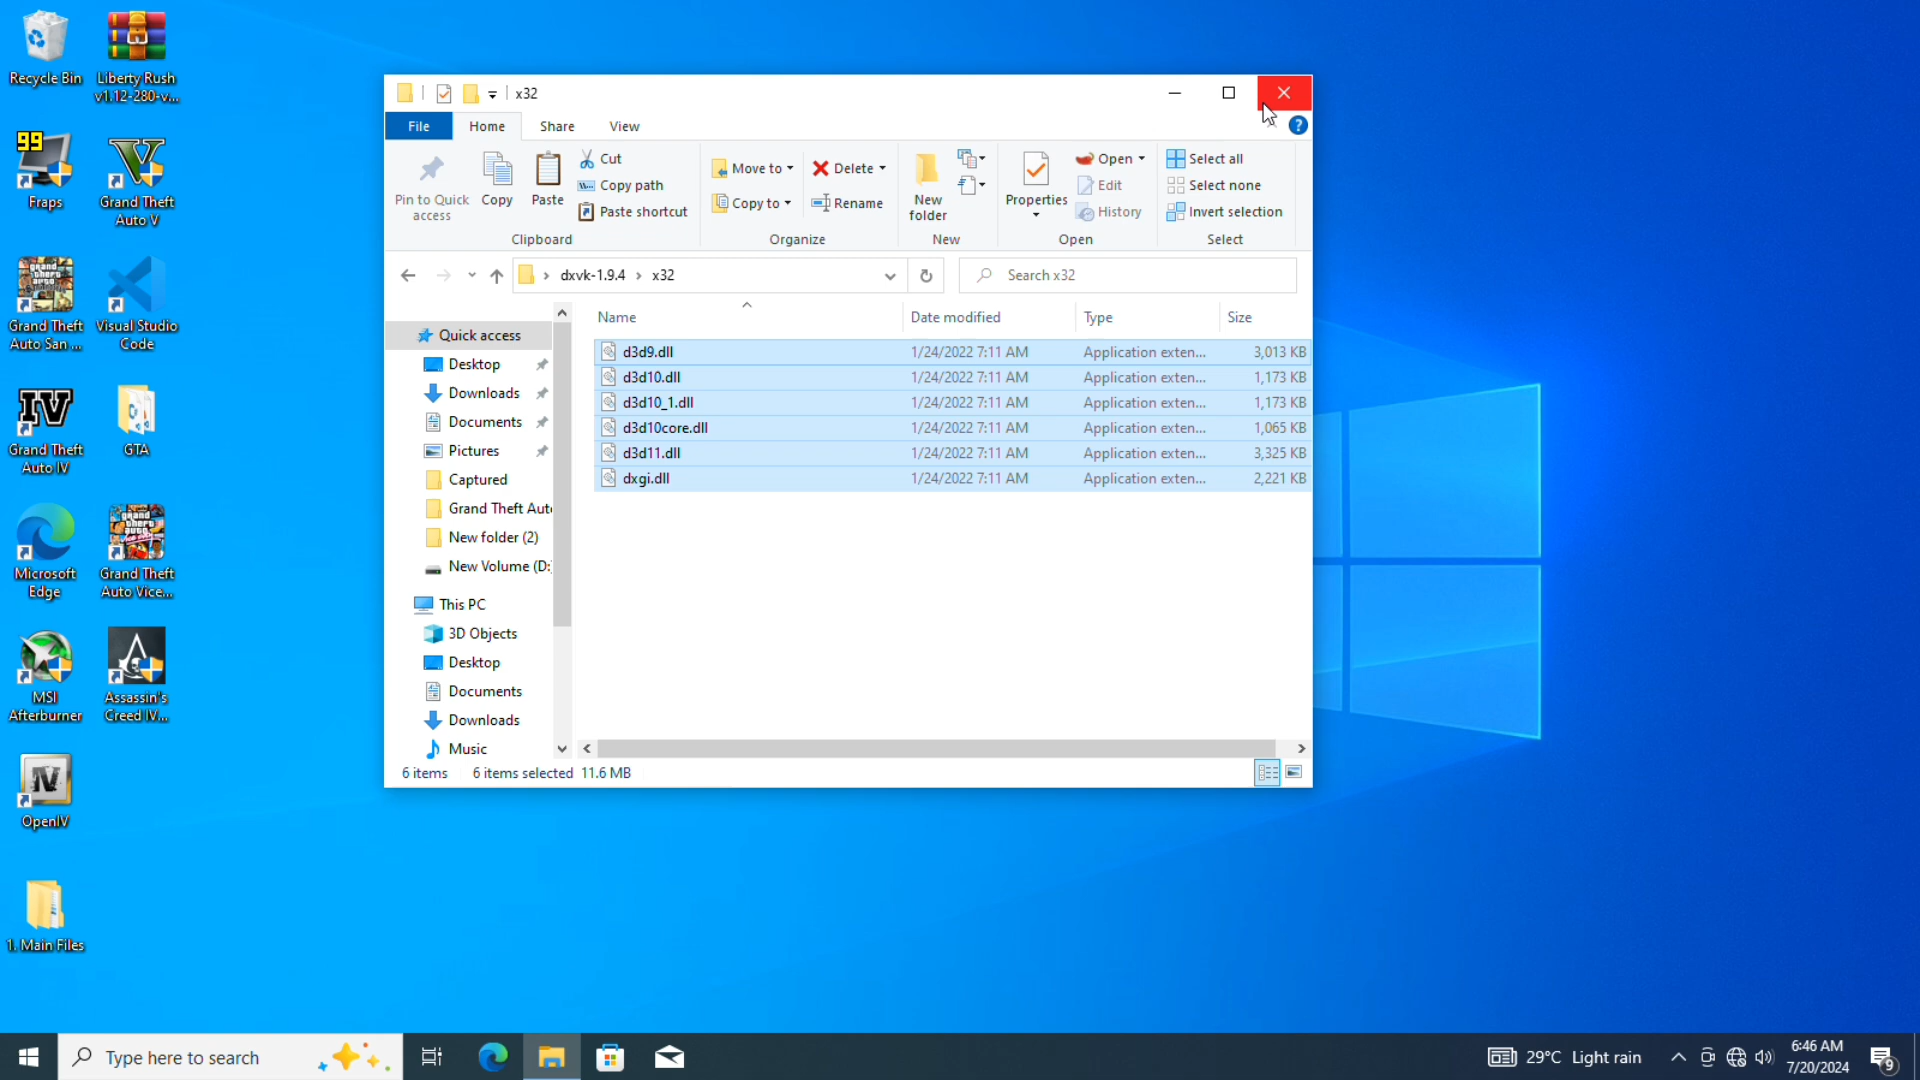 Recycle Bin
Liberty Rush
v1.12-280-v...
99
Fraps
Grand Theft
Auto V
Grand Theft
Auto San ...
Visual Studio
Code
IV
Grand Theft
Auto IV
GTA
Microsoft
Edge
Grand Theft
Auto Vice...
MSI
Afterburner
Assassin's
Creed IV...
OpenIV
1. Main Files
x32
File
Home
Share
View
Pin to Quick
access
Copy
Paste
Cut
Copy path
Paste shortcut
Clipboard
Move to
Copy to
Delete
Rename
Organize
New
folder
New
Properties
Open
Edit
History
Open
Select all
Select none
Invert selection
Select
dxvk-1.9.4 › x32
Search x32
Name
Date modified
Type
Size
d3d9.dll 1/24/2022 7:11 AM Application exten... 3,013 KB
d3d10.dll 1/24/2022 7:11 AM Application exten... 1,173 KB
d3d10_1.dll 1/24/2022 7:11 AM Application exten... 1,173 KB
d3d10core.dll 1/24/2022 7:11 AM Application exten... 1,065 KB
d3d11.dll 1/24/2022 7:11 AM Application exten... 3,325 KB
dxgi.dll 1/24/2022 7:11 AM Application exten... 2,221 KB
Quick access
Desktop
Downloads
Documents
Pictures
Captured
Grand Theft Aut
New folder (2)
New Volume (D:
This PC
3D Objects
Desktop
Documents
Downloads
Music
6 items 6 items selected 11.6 MB
Type here to search
29°C Light rain
6:46 AM
7/20/2024
9